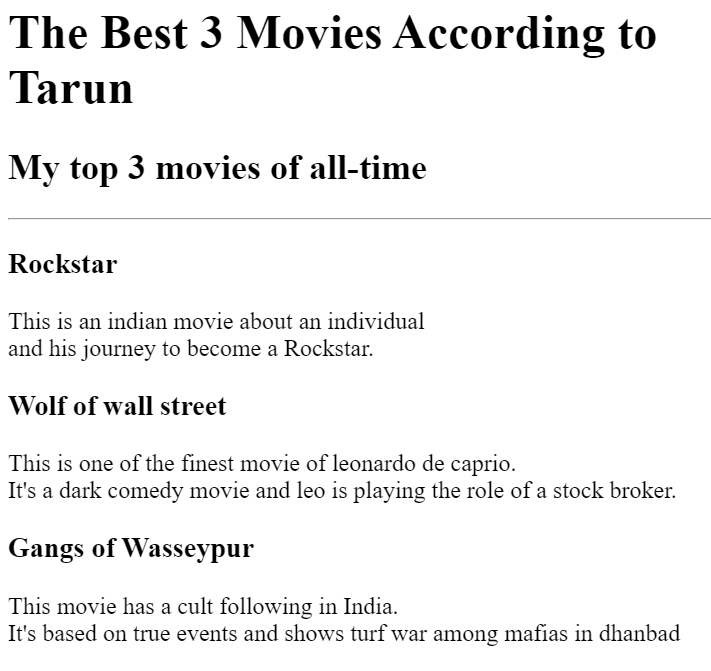 The Best 3 Movies According to
Tarun
My top 3 movies of all-time
Rockstar
This is an indian movie about an individual
and his journey to become a Rockstar.
Wolf of wall street
This is one of the finest movie of leonardo de caprio.
It's a dark comedy movie and leo is playing the role of a stock broker.
Gangs of Wasseypur
This movie has a cult following in India.
It's based on true events and shows turf war among mafias in dhanbad